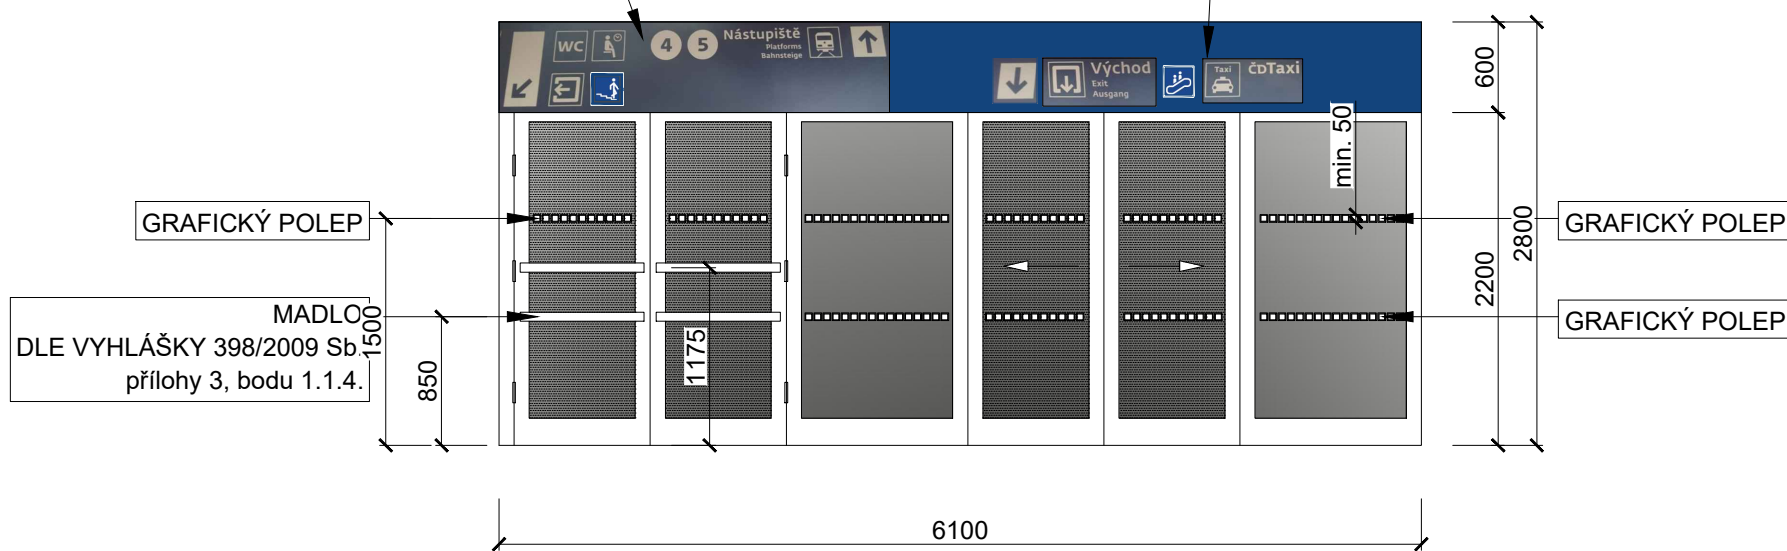 WC
4 5
Nástupiště
Platforms
Bahnsteige
Východ
Exit
Ausgang
Taxi
ČDTaxi
600
min. 50
GRAFICKÝ POLEP
GRAFICKÝ POLEP
2800
2200
MADLO
DLE VYHLÁŠKY 398/2009 Sb.
přílohy 3, bodu 1.1.4.
1500
850
1175
GRAFICKÝ POLEP
6100